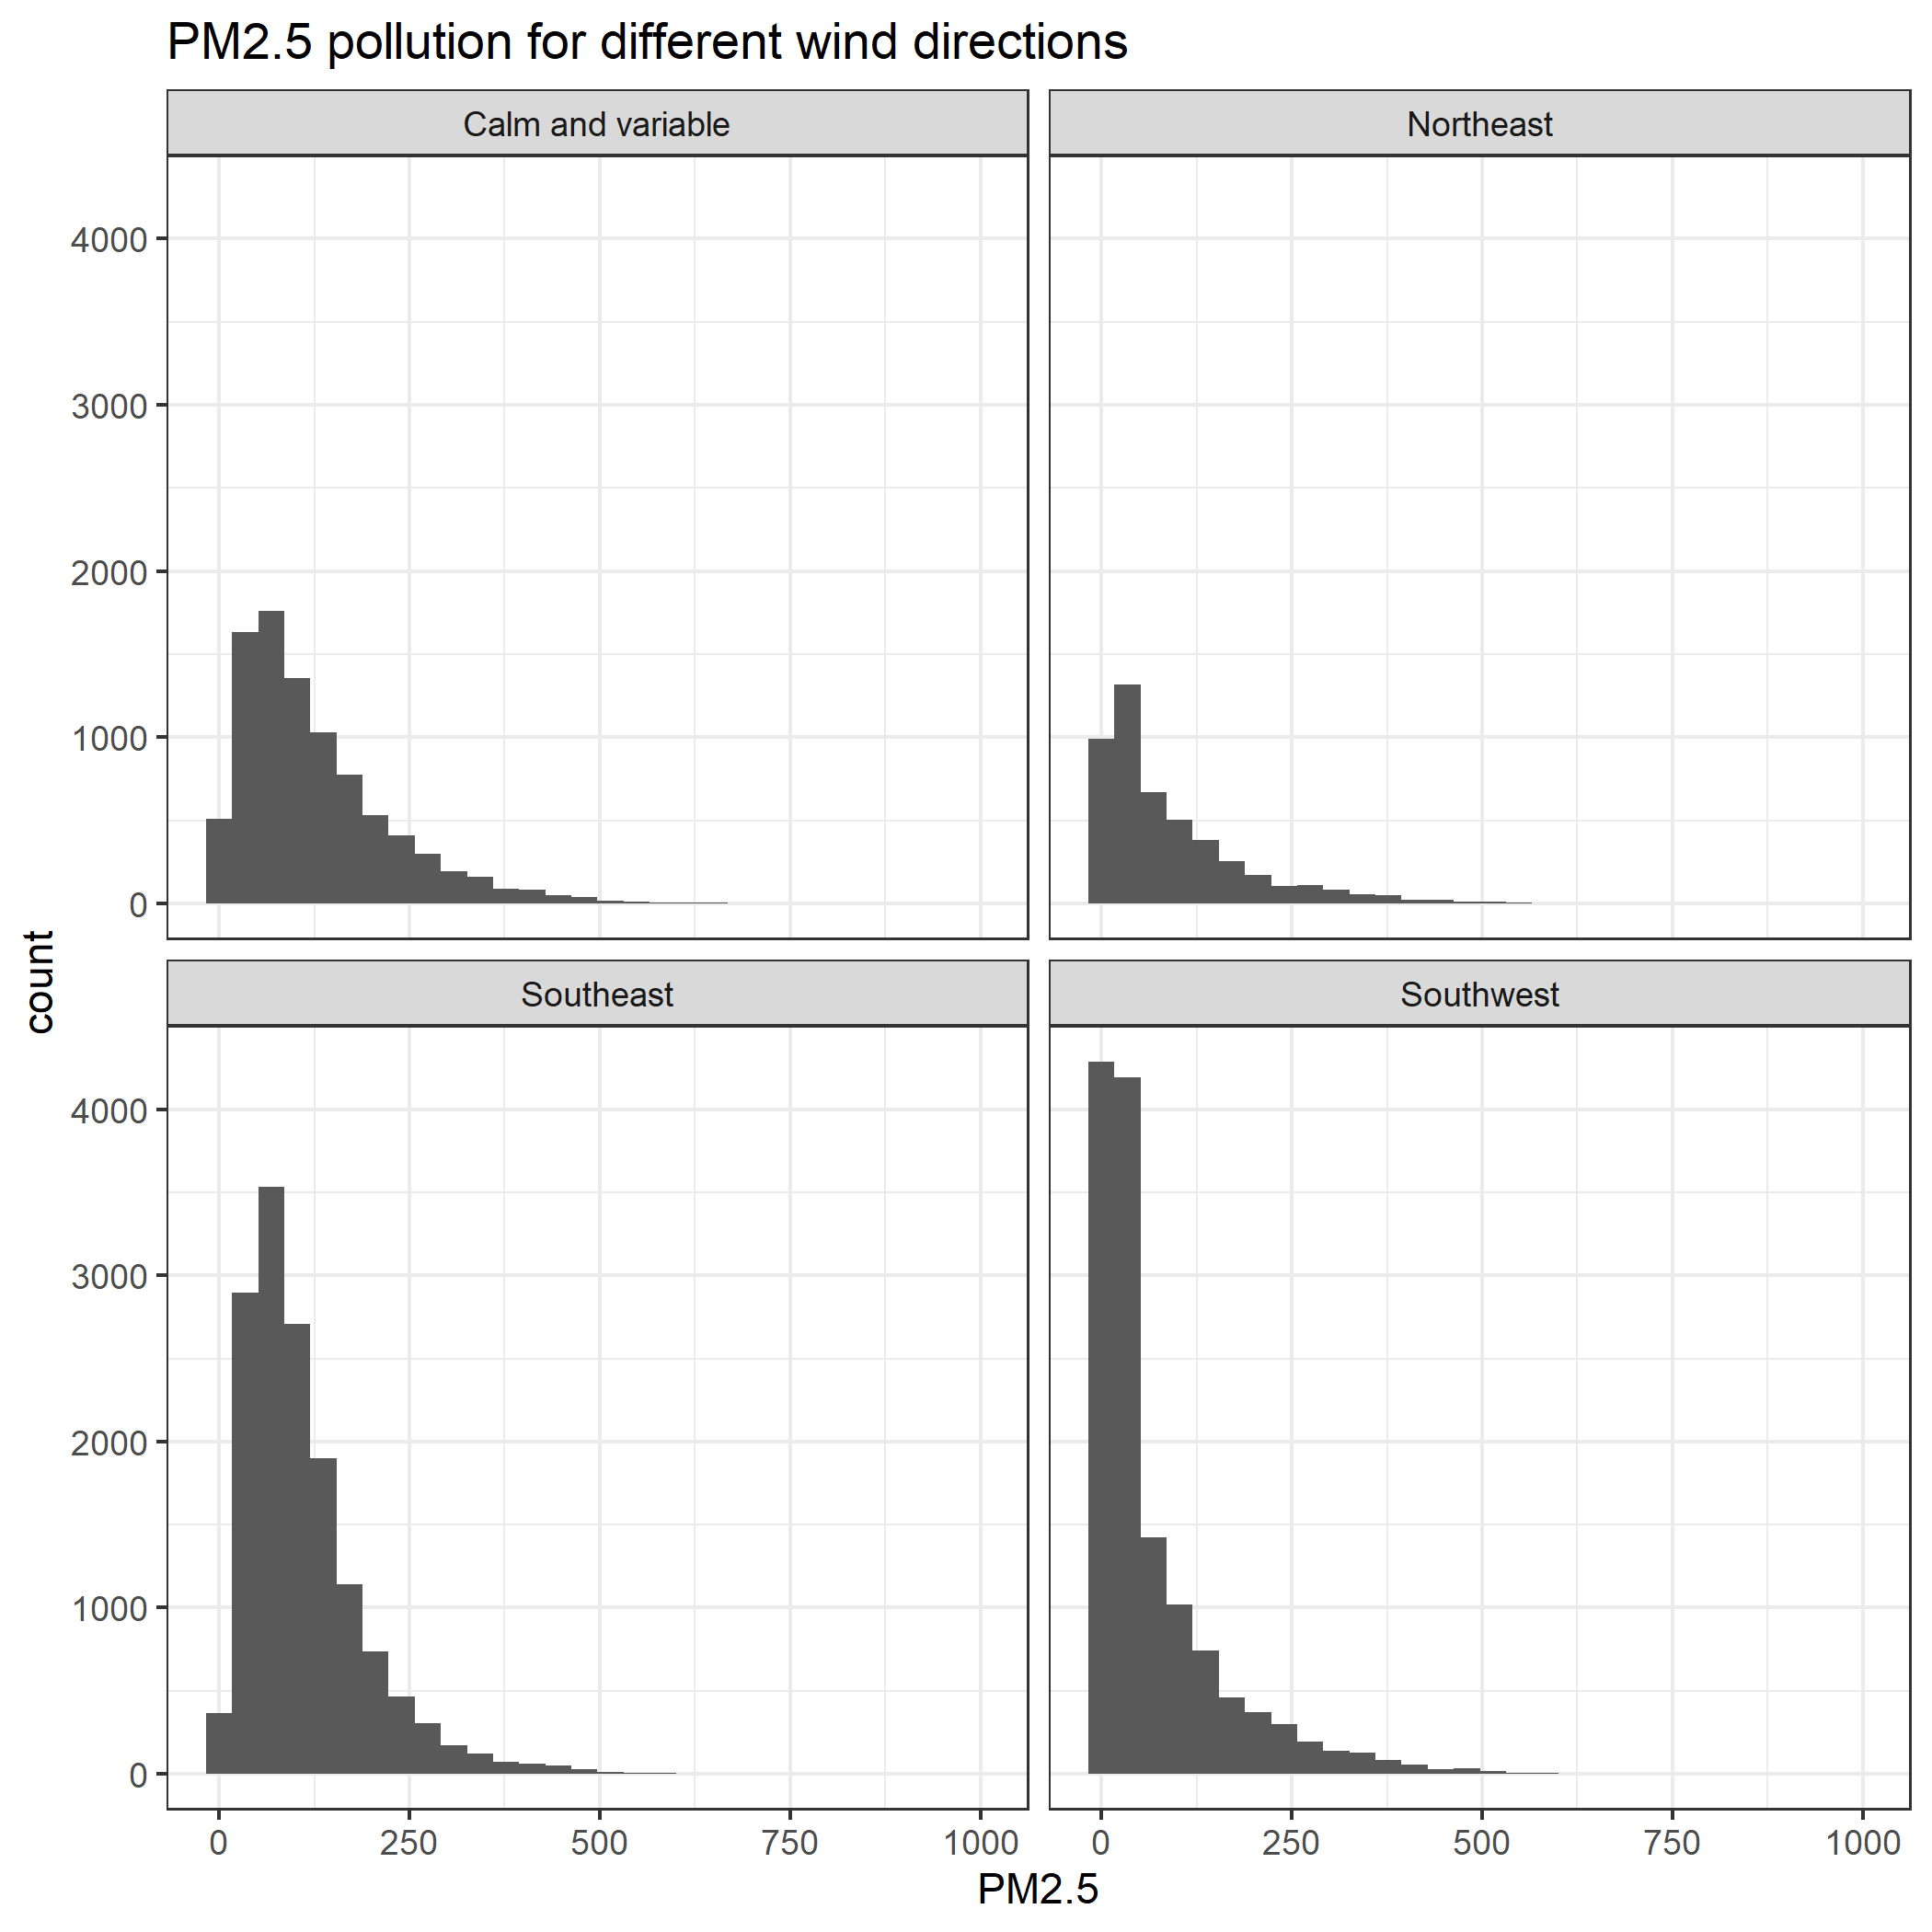 PM2.5 pollution for different wind directions
Calm and variable
Northeast
4000
3000
2000
1000
0
count
Southeast
Southwest
4000
3000
2000
1000
0
0 250 500 750 1000 0 250 500 750 1000
PM2.5